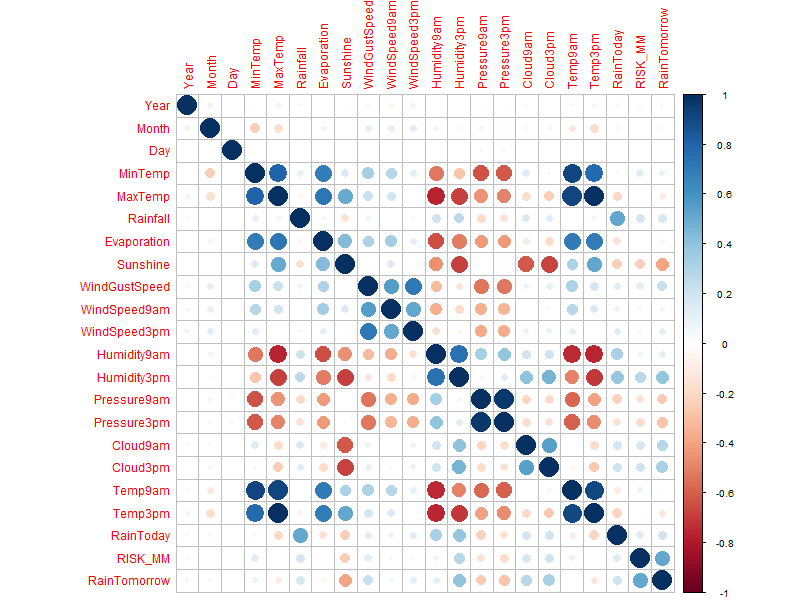 Year
Month
Day
MinTemp
MaxTemp
Rainfall
Evaporation
Sunshine
WindGustSpeed
WindSpeed9am
WindSpeed3pm
Humidity9am
Humidity3pm
Pressure9am
Pressure3pm
Cloud9am
Cloud3pm
Temp9am
Temp3pm
RainToday
RISK_MM
RainTomorrow
Year
Month
Day
MinTemp
MaxTemp
Rainfall
Evaporation
Sunshine
WindGustSpeed
WindSpeed9am
WindSpeed3pm
Humidity9am
Humidity3pm
Pressure9am
Pressure3pm
Cloud9am
Cloud3pm
Temp9am
Temp3pm
RainToday
RISK_MM
RainTomorrow
1
0.8
0.6
0.4
0.2
0
-0.2
-0.4
-0.6
-0.8
-1